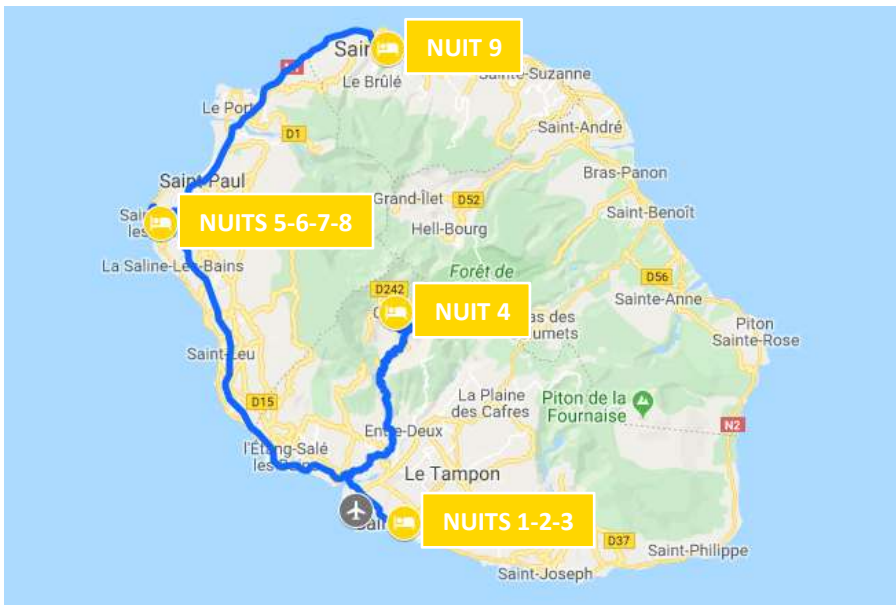 Sain
NUIT 9
Sainte-Suzanne
Le Brûlé
Le Port
Saint-André
D1
Bras-Panon
Saint Paul
Grand-Îlet
D52
NUITS 5-6-7-8
Saint-Benoît
Hell-Bourg
La Saline-Les-Bains
Forêt de
D56
D242
Sainte-Anne
NUIT 4
Piton
Sainte-Rose
Saint-Leu
La Plaine
des Cafres
Piton de la
Fournaise
D15
N2
Entre-Deux
l'Étang-Salé
les Bains
Le Tampon
NUITS 1-2-3
D37
Saint-Philippe
Saint-Joseph